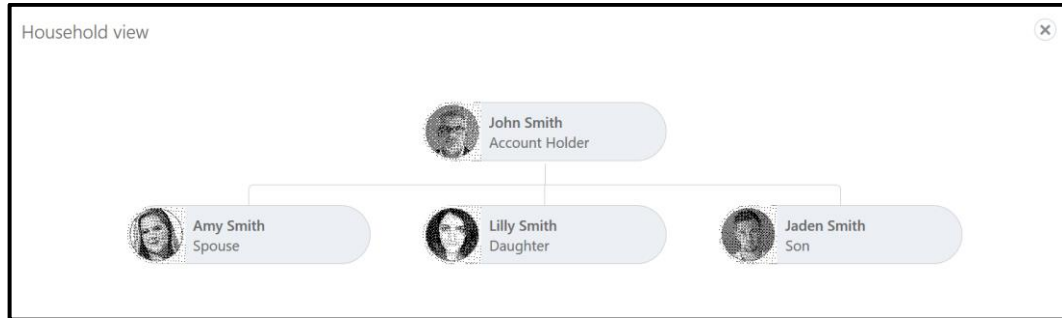 Household view
John Smith
Account Holder
Amy Smith
Spouse
Lilly Smith
Daughter
Jaden Smith
Son